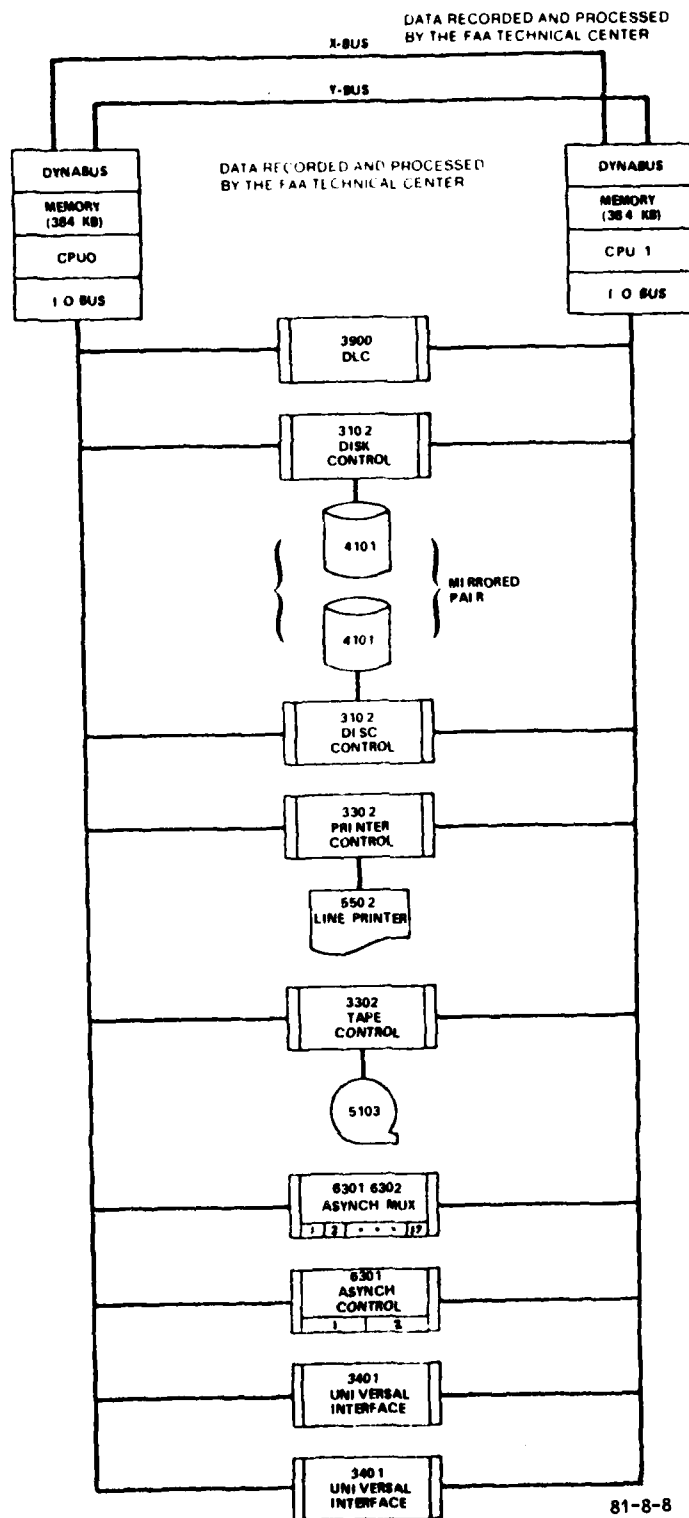 DATA RECORDED AND PROCESSED
BY THE FAA TECHNICAL CENTER
X-BUS
Y-BUS
DATA RECORDED AND PROCESSED
BY THE FAA TECHNICAL CENTER
DYNABUS
MEMORY
(384 KB)
CPU0
I O BUS
DYNABUS
MEMORY
(384 KB)
CPU 1
I O BUS
3900
DLC
3102
DISK
CONTROL
4101
MIRRORED
PAIR
4101
3102
DISC
CONTROL
3302
PRINTER
CONTROL
5502
LINE PRINTER
3302
TAPE
CONTROL
5103
6301 6302
ASYNCH MUX
1 2 • • • 17
6301
ASYNCH
CONTROL
1 2
3401
UNIVERSAL
INTERFACE
3401
UNIVERSAL
INTERFACE
81-8-8